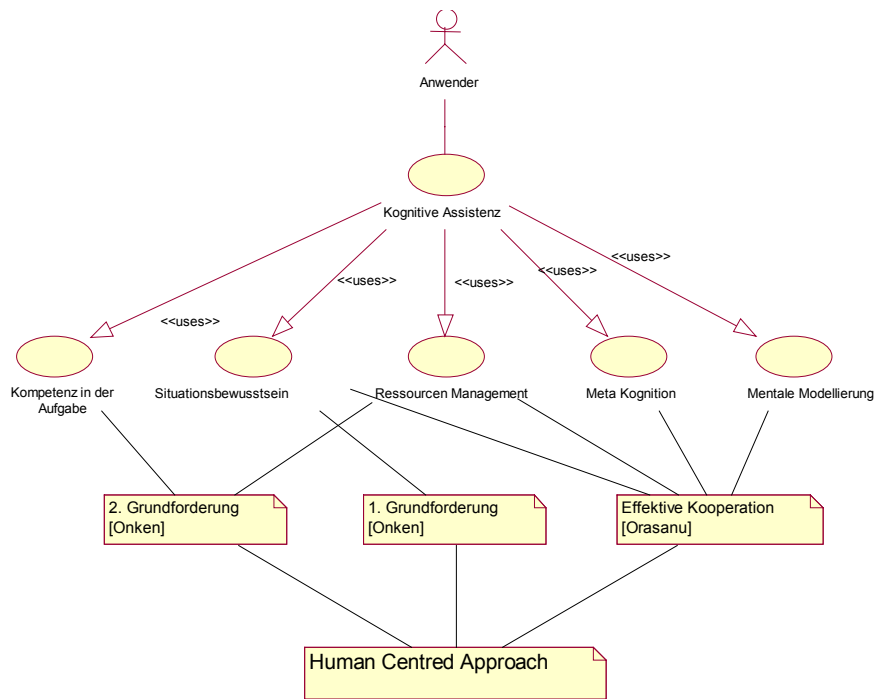 Anwender
Kognitive Assistenz
<<uses>>
<<uses>>
<<uses>>
<<uses>>
<<uses>>
Kompetenz in der
Aufgabe
Situationsbewusstsein
Ressourcen Management
Meta Kognition
Mentale Modellierung
2. Grundforderung
[Onken]
1. Grundforderung
[Onken]
Effektive Kooperation
[Orasanu]
Human Centred Approach